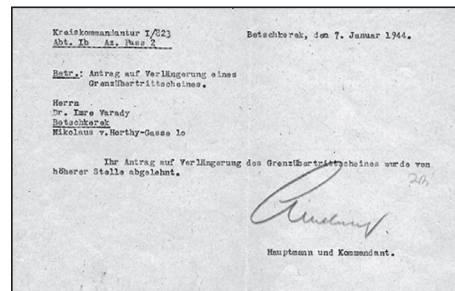 Kreiskommandantur I/823
Abt. Ib Az. Pass 2
Betschkerek, den 7. Januar 1944.
Betr.: Antrag auf Verlängerung eines
Grenzübertrittscheines.
Herrn
Dr. Imre Varady
Betschkerek
Nikolaus v.Horthy-Gasse 1o
Ihr Antrag auf Verlängerung des Grenzübertrittscheines wurde von
höherer Stelle abgelehnt.
Hauptmann und Kommandant.